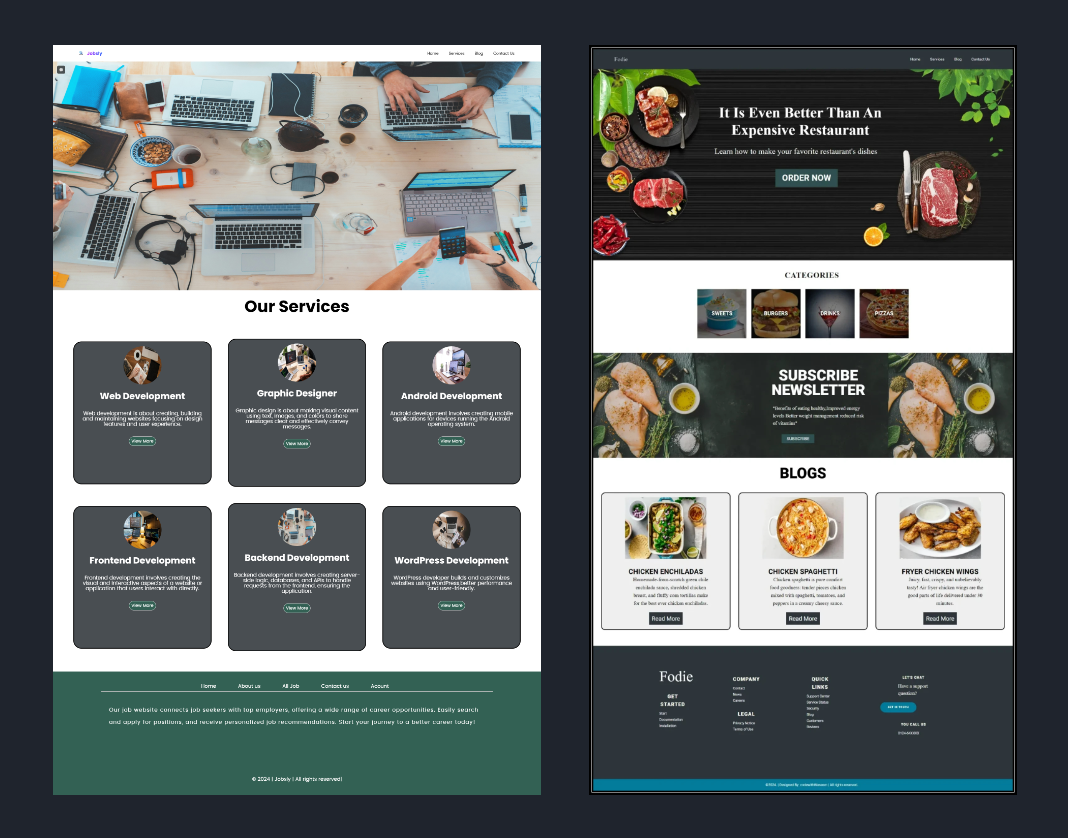 Jobsly
Home Services Blog Contact Us
Our Services
Web Development
Web development is about creating, building
and maintaining websites focusing on design
features and user experience.
View More
Graphic Designer
Graphic design is about making visual content
using text, images, and colors to share
messages clear and effectively convey
messages.
View More
Android Development
Android development involves creating mobile
applications for devices running the Android
operating system.
View More
Frontend Development
Frontend development involves creating the
visual and interactive aspects of a website or
application that users interact with directly.
View More
Backend Development
Backend development involves creating server-
side logic, databases, and APIs to handle
requests from the frontend, ensuring the
application.
View More
WordPress Development
WordPress developer builds and customizes
websites using WordPress better performance
and user-friendly.
View More
Home About us All Job Contact us Acount
Our job website connects job seekers with top employers, offering a wide range of career opportunities. Easily search
and apply for positions, and receive personalized job recommendations. Start your journey to a better career today!
© 2024 | Jobsly | All rights reserved!
Fodie
Home Services Blog Contact Us
It Is Even Better Than An
Expensive Restaurant
Learn how to make your favorite restaurant's dishes
ORDER NOW
CATEGORIES
SWEETS
BURGERS
DRINKS
PIZZAS
SUBSCRIBE
NEWSLETTER
"Benefits of eating healthy,Improved energy
levels Better weight management reduced risk
of vitamins"
SUBSCRIBE
BLOGS
CHICKEN ENCHILADAS
Homemade-from-scratch green chile
enchilada sauce, shredded chicken
breast, and fluffy corn tortillas make
for the best ever chicken enchiladas.
Read More
CHICKEN SPAGHETTI
Chicken spaghetti is pure comfort
food produces. tender pieces chicken
mixed with spaghetti, tomatoes, and
peppers in a creamy cheesy sauce.
Read More
FRYER CHICKEN WINGS
Juicy, fast, crispy, and unbelievably
tasty! Air fryer chicken wings are the
good parts of life delivered under 40
minutes.
Read More
Fodie
GET
STARTED
Start
Documentation
Installation
COMPANY
Contact
News
Careers
LEGAL
Privacy Notice
Terms of Use
QUICK
LINKS
Support Center
Service Status
Security
Blog
Customers
Reviews
LET'S CHAT
Have a support
question?
GET IN TOUCH
YOU CALL US